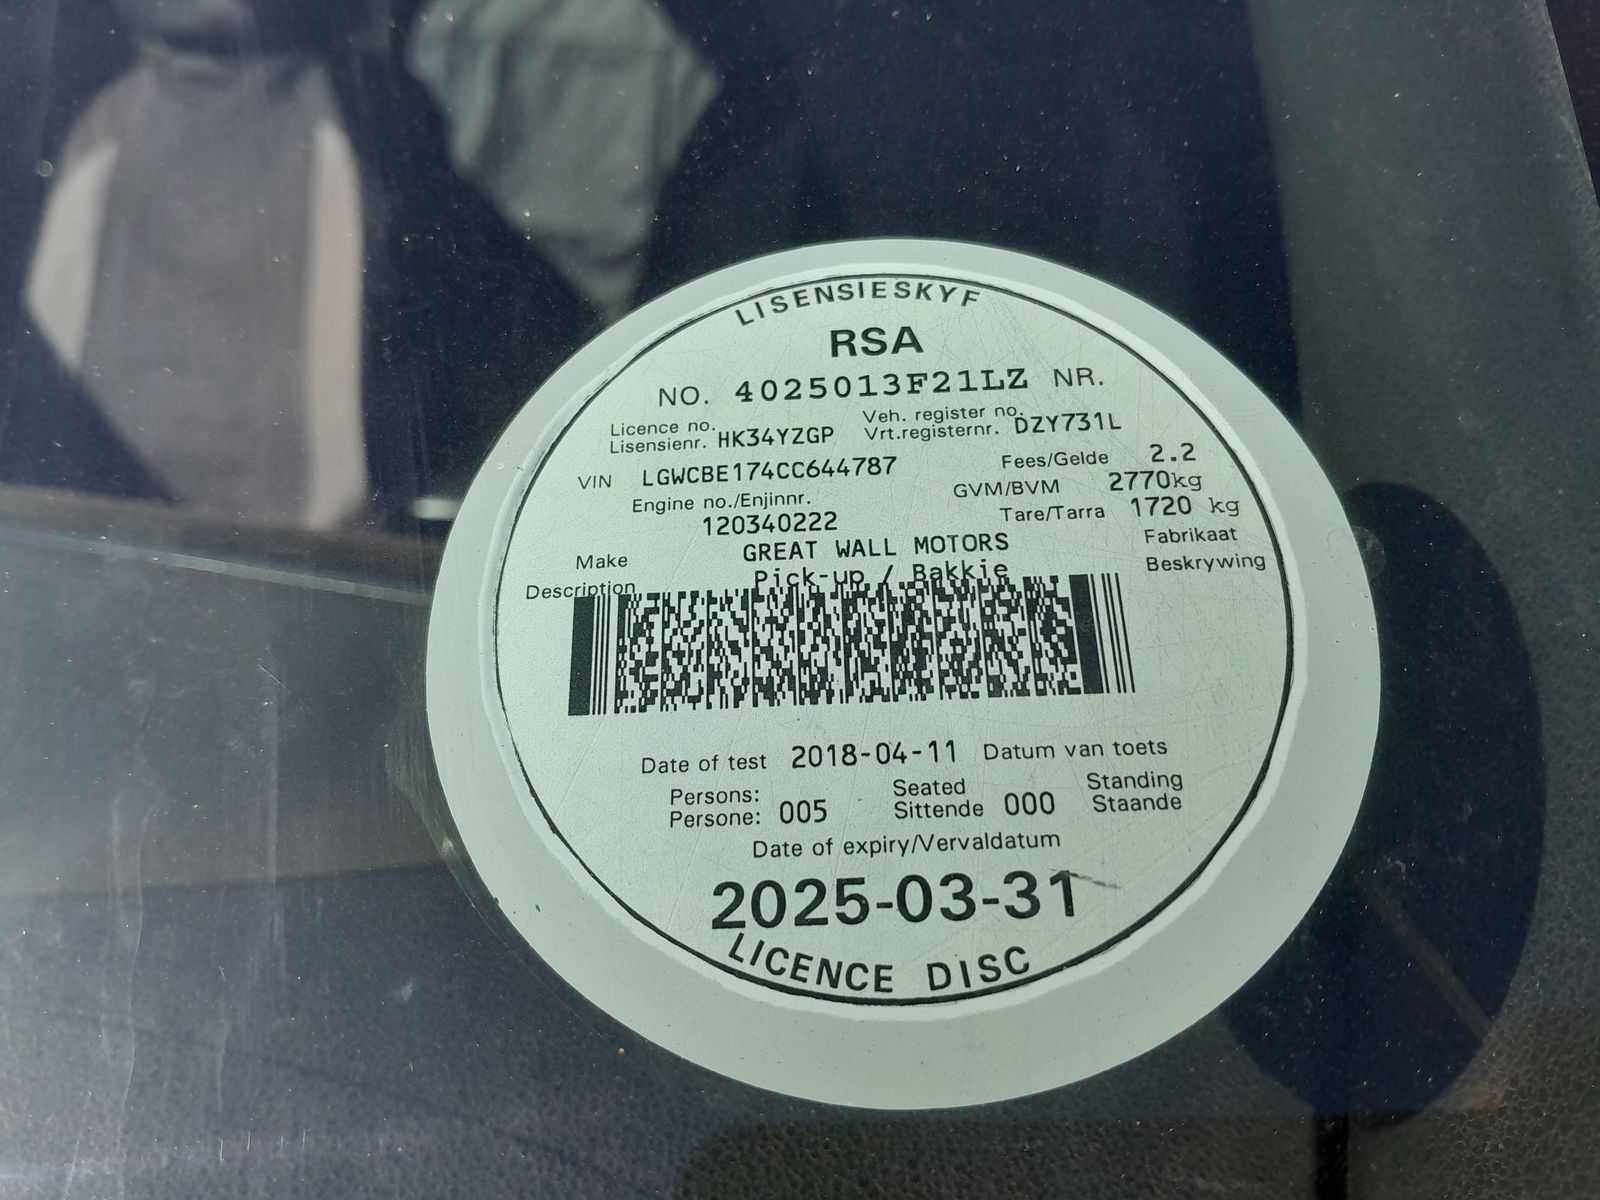 LISENSIESKYF
RSA
NO. 4025013F21LZ NR.
Licence no. Veh. register no.
Lisensienr. HK34YZGP Vrt.registernr. DZY731L
VIN LGWCBE174CC644787 Fees/Gelde 2.2
Engine no./Enjinnr. GVM/BVM 2770kg
120340222 Tare/Tarra 1720 kg
Make GREAT WALL MOTORS Fabrikaat
Description Pick-up / Bakkie Beskrywing
Date of test 2018-04-11 Datum van toets
Persons: Seated Standing
Persone: 005 Sittende 000 Staande
Date of expiry/Vervaldatum
2025-03-31
LICENCE DISC